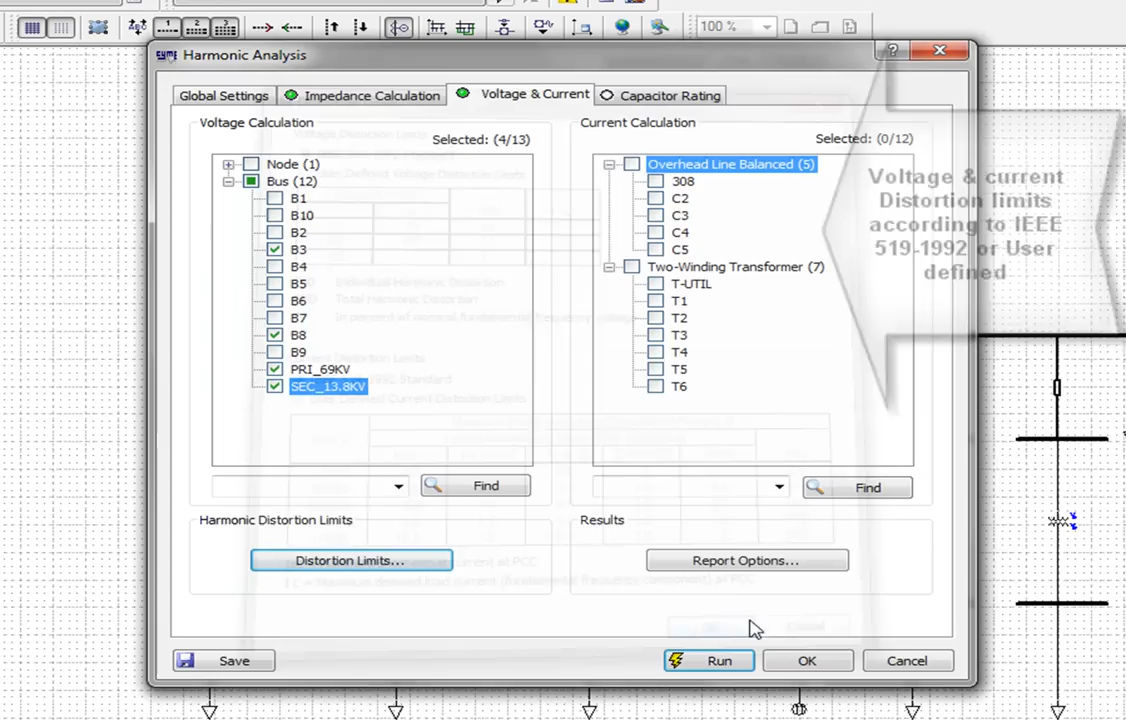 100 %
CYME Harmonic Analysis
Global Settings
Impedance Calculation
Voltage & Current
Capacitor Rating
Voltage Calculation
Selected: (4/13)
Node (1)
Bus (12)
B1
B10
B2
B3
B4
B5
B6
B7
B8
B9
PRI_69KV
SEC_13.8KV
Find
Current Calculation
Selected: (0/12)
Overhead Line Balanced (5)
308
C2
C3
C4
C5
Two-Winding Transformer (7)
T-UTIL
T1
T2
T3
T4
T5
T6
Find
Voltage & current
Distortion limits
according to IEEE
519-1992 or User
defined
Harmonic Distortion Limits
Distortion Limits...
Results
Report Options...
Save
Run
OK
Cancel